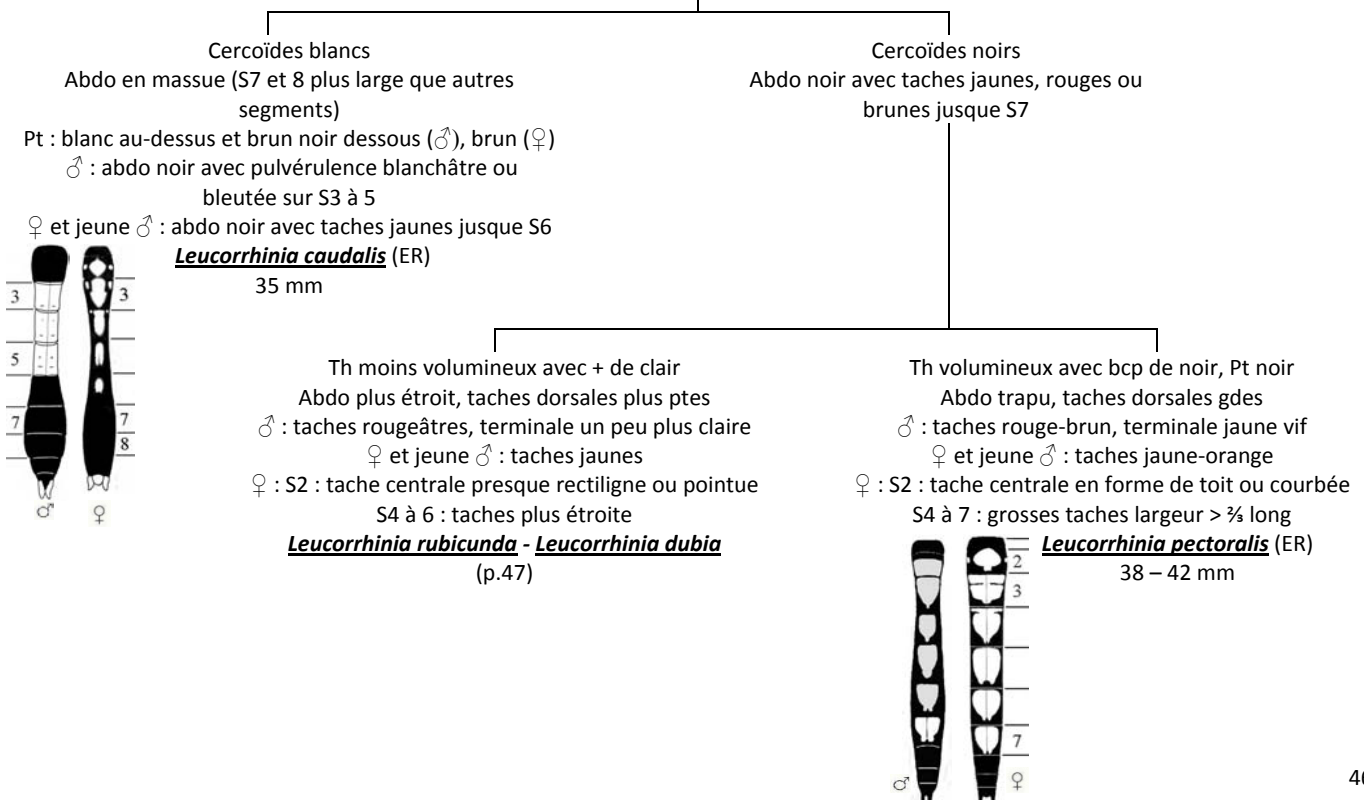 Cercoïdes blancs
Abdo en massue (S7 et 8 plus large que autres
segments)
Pt : blanc au-dessus et brun noir dessous (♂), brun (♀)
♂ : abdo noir avec pulvérulence blanchâtre ou
bleutée sur S3 à 5
♀ et jeune ♂ : abdo noir avec taches jaunes jusque S6
Leucorrhinia caudalis (ER)
35 mm
3
3
5
7
7
8
♂
♀
Cercoïdes noirs
Abdo noir avec taches jaunes, rouges ou
brunes jusque S7
Th moins volumineux avec + de clair
Abdo plus étroit, taches dorsales plus ptes
♂ : taches rougeâtres, terminale un peu plus claire
♀ et jeune ♂ : taches jaunes
♀ : S2 : tache centrale presque rectiligne ou pointue
S4 à 6 : taches plus étroite
Leucorrhinia rubicunda - Leucorrhinia dubia
(p.47)
Th volumineux avec bcp de noir, Pt noir
Abdo trapu, taches dorsales gdes
♂ : taches rouge-brun, terminale jaune vif
♀ et jeune ♂ : taches jaune-orange
♀ : S2 : tache centrale en forme de toit ou courbée
S4 à 7 : grosses taches largeur > ⅔ long
Leucorrhinia pectoralis (ER)
38 – 42 mm
2
3
7
♂
♀